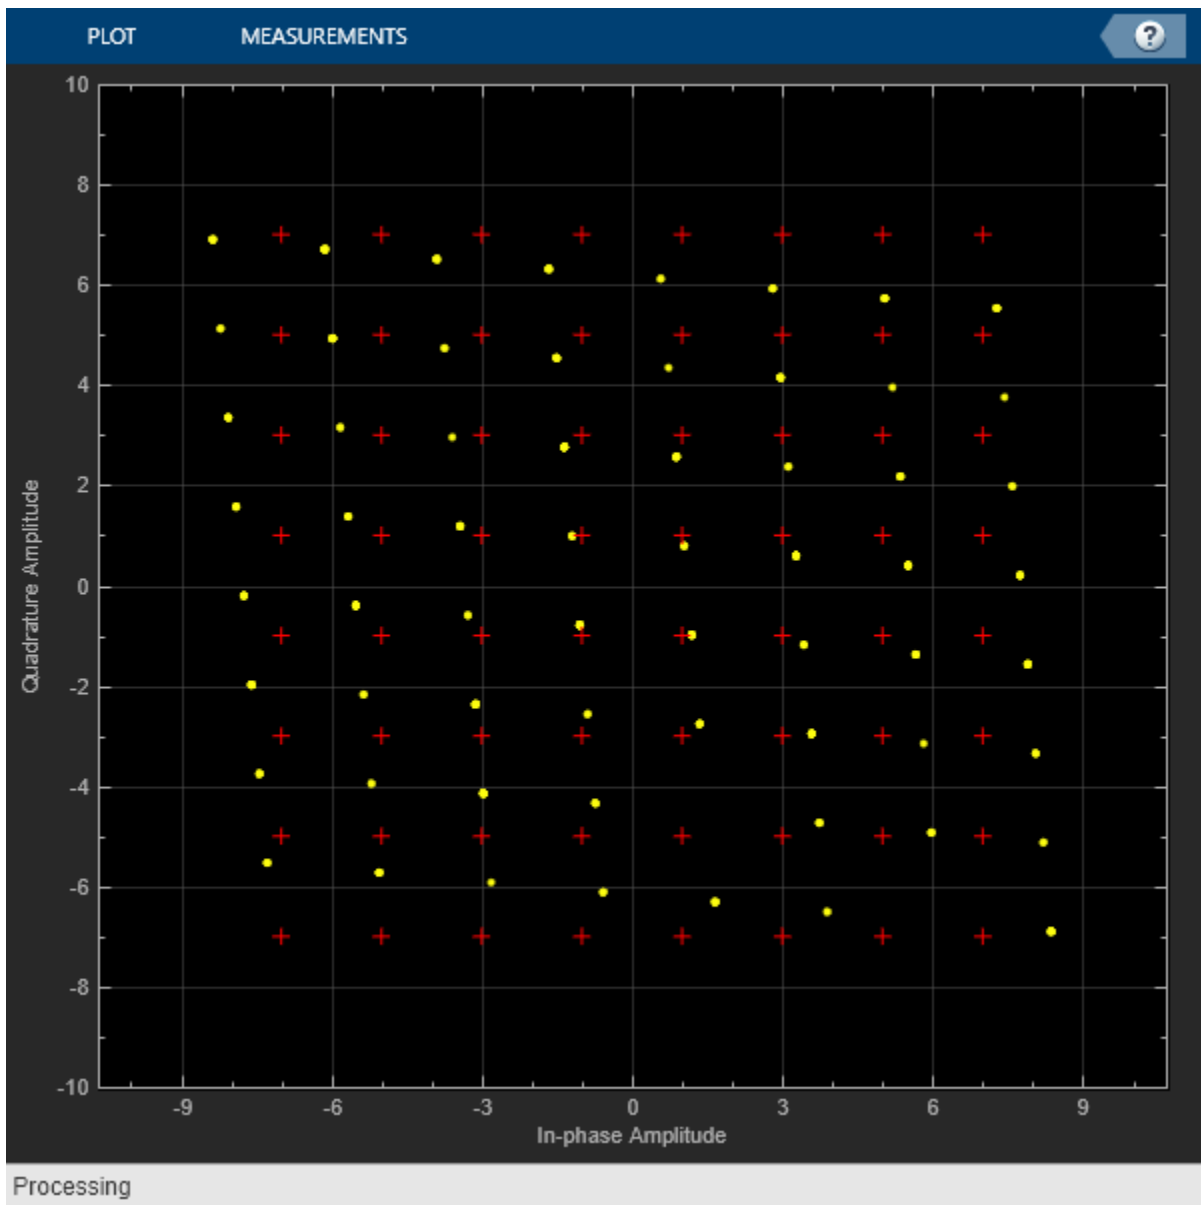 PLOT MEASUREMENTS ?
10
8
6
4
2
0
-2
-4
-6
-8
-10
Quadrature Amplitude
-9 -6 -3 0 3 6 9
In-phase Amplitude
Processing